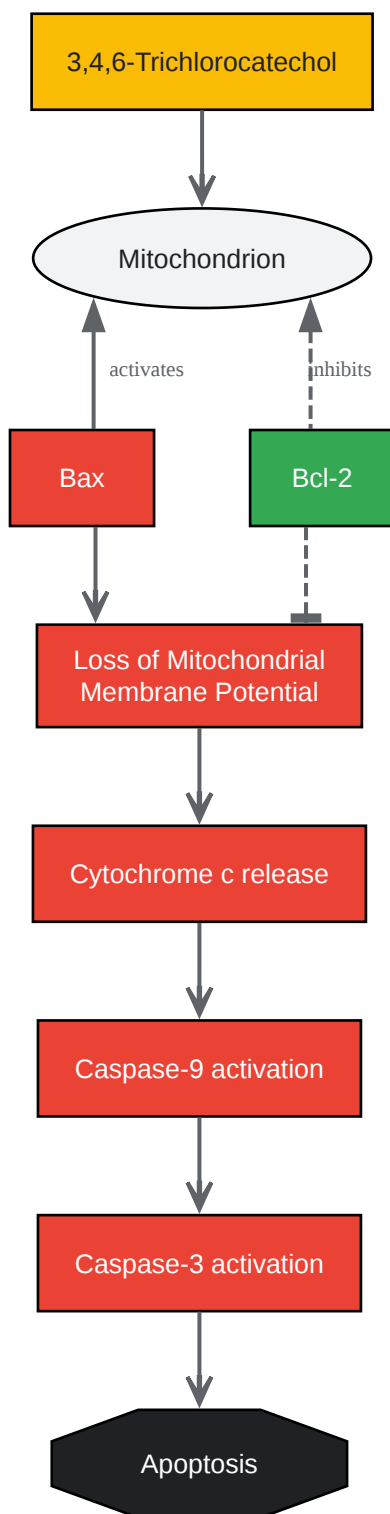 3,4,6-Trichlorocatechol
Mitochondrion
activates
inhibits
Bax
Bcl-2
Loss of Mitochondrial
Membrane Potential
Cytochrome c release
Caspase-9 activation
Caspase-3 activation
Apoptosis